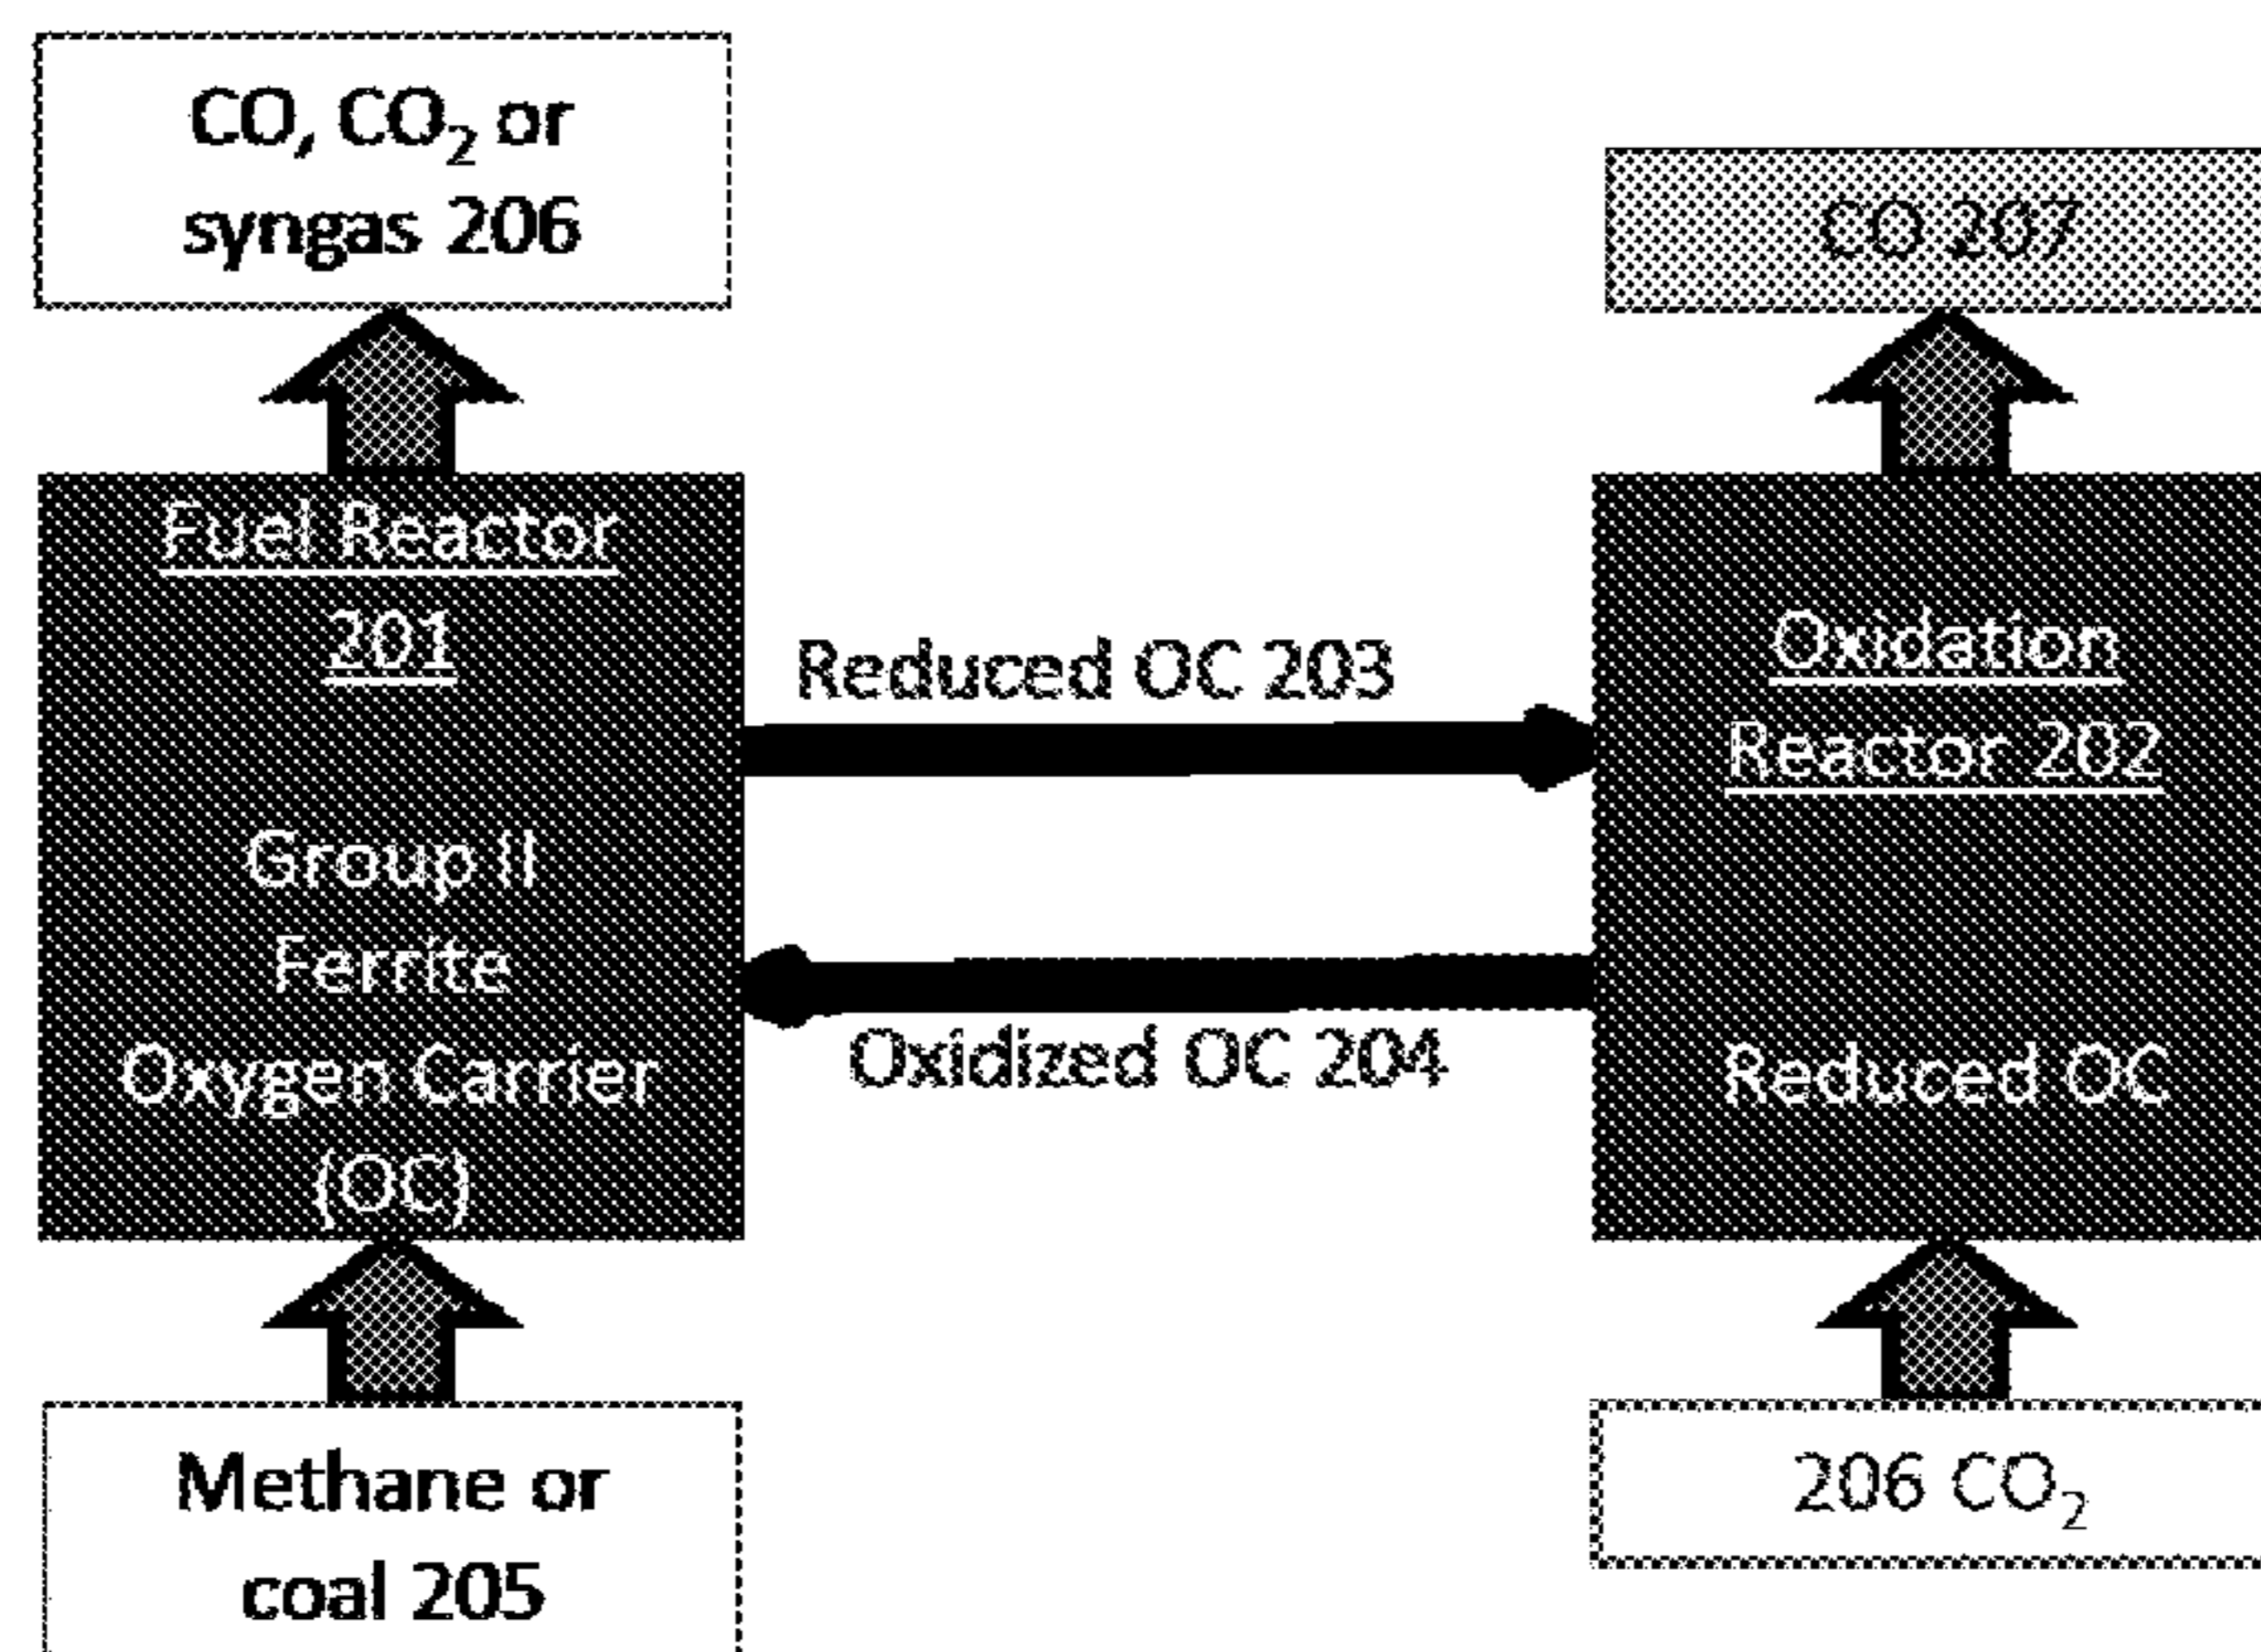 CO, CO₂ or
syngas 206
CO 207
Fuel Reactor
201
Group II
Ferrite
Oxygen Carrier
(OC)
Reduced OC 203
Oxidized OC 204
Oxidation
Reactor 202
Reduced OC
Methane or
coal 205
206 CO₂